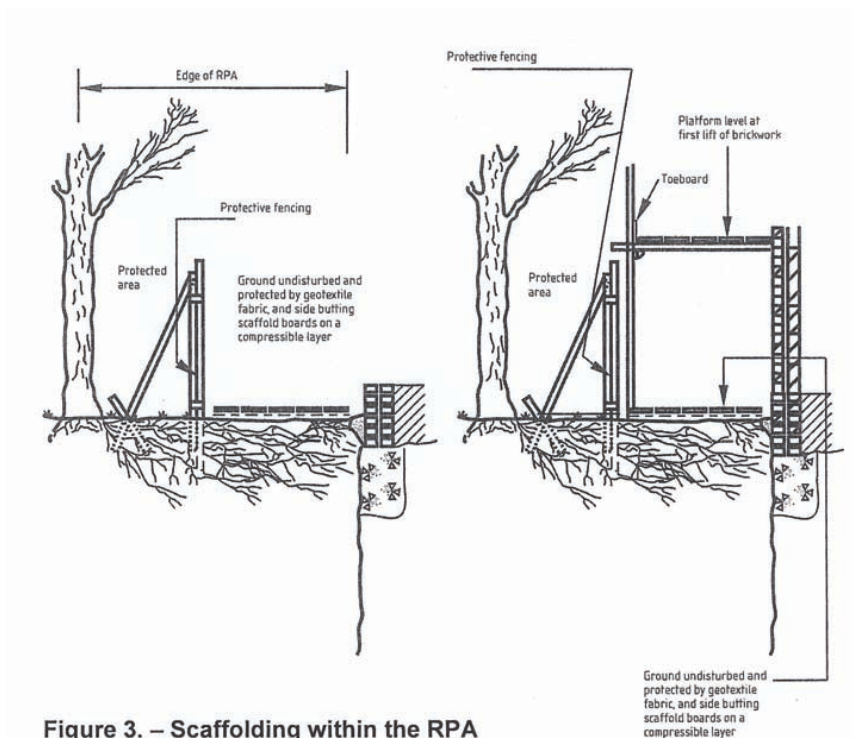 Edge of RPA
Protective fencing
Protected
area
Ground undisturbed and
protected by geotextile
fabric, and side butting
scaffold boards on a
compressible layer
Protective fencing
Platform level at
first lift of brickwork
Toeboard
Protected
area
Ground undisturbed and
protected by geotextile
fabric, and side butting
scaffold boards on a
compressible layer
Figure 3. – Scaffolding within the RPA